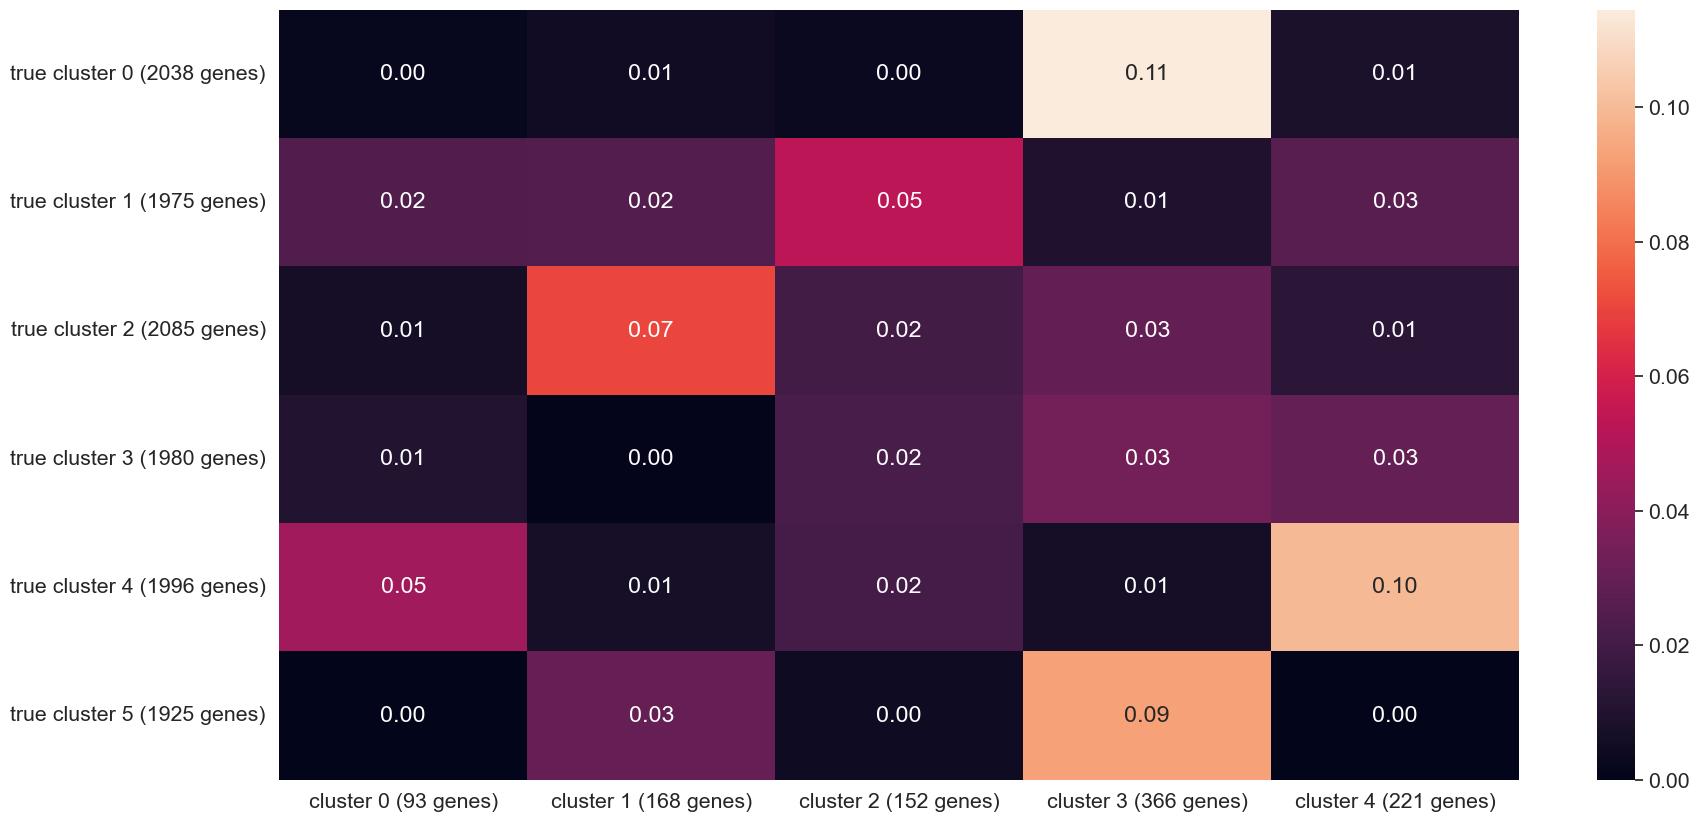 true cluster 0 (2038 genes) 0.00 0.01 0.00 0.11 0.01
0.10
true cluster 1 (1975 genes) 0.02 0.02 0.05 0.01 0.03
0.08
true cluster 2 (2085 genes) 0.01 0.07 0.02 0.03 0.01
0.06
true cluster 3 (1980 genes) 0.01 0.00 0.02 0.03 0.03
0.04
true cluster 4 (1996 genes) 0.05 0.01 0.02 0.01 0.10
0.02
true cluster 5 (1925 genes) 0.00 0.03 0.00 0.09 0.00
0.00
cluster 0 (93 genes) cluster 1 (168 genes) cluster 2 (152 genes) cluster 3 (366 genes) cluster 4 (221 genes)